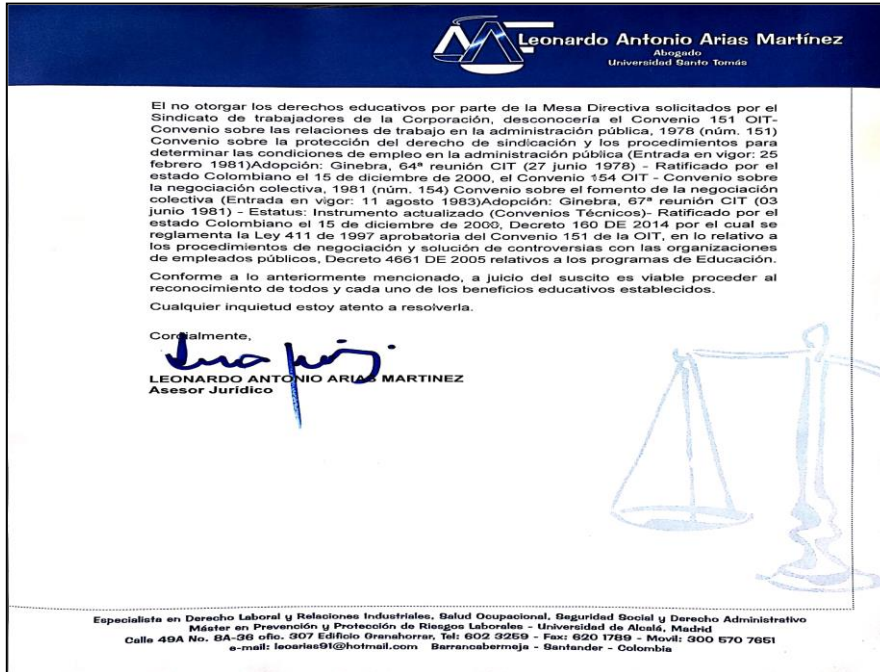 Leonardo Antonio Arias Martínez
Abogado
Universidad Santo Tomás
El no otorgar los derechos educativos por parte de la Mesa Directiva solicitados por el
Sindicato de trabajadores de la Corporación, desconocería el Convenio 151 OIT-
Convenio sobre las relaciones de trabajo en la administración pública, 1978 (núm. 151)
Convenio sobre la protección del derecho de sindicación y los procedimientos para
determinar las condiciones de empleo en la administración pública (Entrada en vigor: 25
febrero 1981)Adopción: Ginebra, 64ª reunión CIT (27 junio 1978) - Ratificado por el
estado Colombiano el 15 de diciembre de 2000, el Convenio 154 OIT - Convenio sobre
la negociación colectiva, 1981 (núm. 154) Convenio sobre el fomento de la negociación
colectiva (Entrada en vigor: 11 agosto 1983)Adopción: Ginebra, 67ª reunión CIT (03
junio 1981) - Estatus: Instrumento actualizado (Convenios Técnicos)- Ratificado por el
estado Colombiano el 15 de diciembre de 2000, Decreto 160 DE 2014 por el cual se
reglamenta la Ley 411 de 1997 aprobatoria del Convenio 151 de la OIT, en lo relativo a
los procedimientos de negociación y solución de controversias con las organizaciones
de empleados públicos, Decreto 4661 DE 2005 relativos a los programas de Educación.
Conforme a lo anteriormente mencionado, a juicio del suscito es viable proceder al
reconocimiento de todos y cada uno de los beneficios educativos establecidos.
Cualquier inquietud estoy atento a resolverla.
Cordialmente,
LEONARDO ANTONIO ARIAS MARTINEZ
Asesor Jurídico
Especialista en Derecho Laboral y Relaciones Industriales, Salud Ocupacional, Seguridad Social y Derecho Administrativo
Máster en Prevención y Protección de Riesgos Laborales - Universidad de Alcalá, Madrid
Calle 49A No. 8A-36 ofic. 307 Edificio Granahorrar, Tel: 602 3259 - Fax: 620 1789 - Movil: 300 570 7651
e-mail: leoarias91@hotmail.com Barrancabermeja - Santander - Colombia